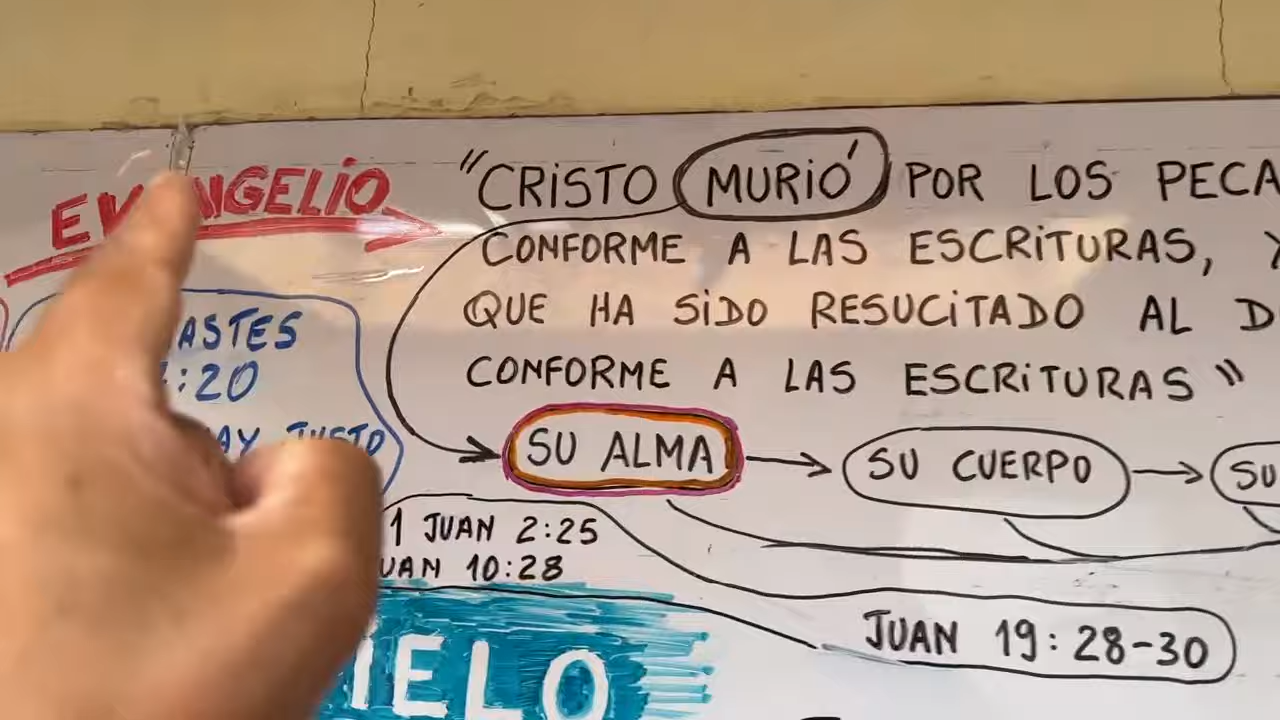 EVANGELIO
"CRISTO MURIÓ POR LOS PECA
CONFORME A LAS ESCRITURAS, Y
QUE HA SIDO RESUCITADO AL D
CONFORME A LAS ESCRITURAS"
ASTES
:20
AY JUSTO
SU ALMA
SU CUERPO
SU
1 JUAN 2:25
UAN 10:28
JUAN 19:28-30
IELO